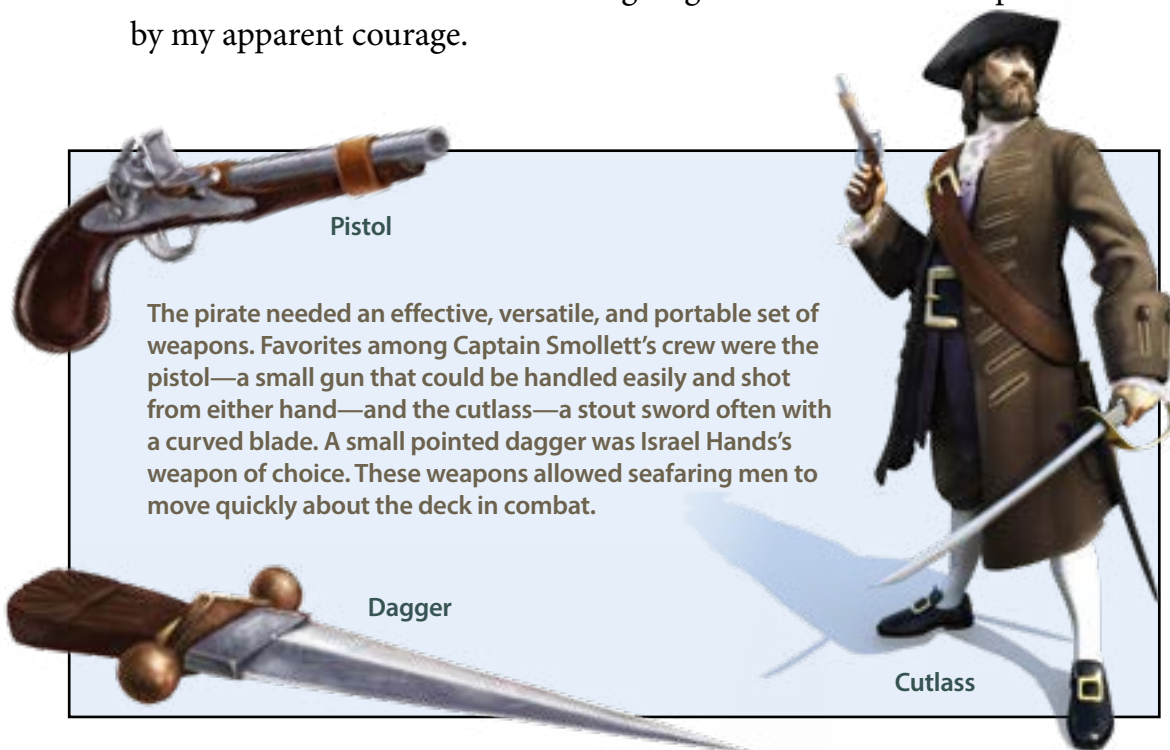 by my apparent courage.
Pistol
The pirate needed an effective, versatile, and portable set of
weapons. Favorites among Captain Smollett’s crew were the
pistol—a small gun that could be handled easily and shot
from either hand—and the cutlass—a stout sword often with
a curved blade. A small pointed dagger was Israel Hands’s
weapon of choice. These weapons allowed seafaring men to
move quickly about the deck in combat.
Dagger
Cutlass